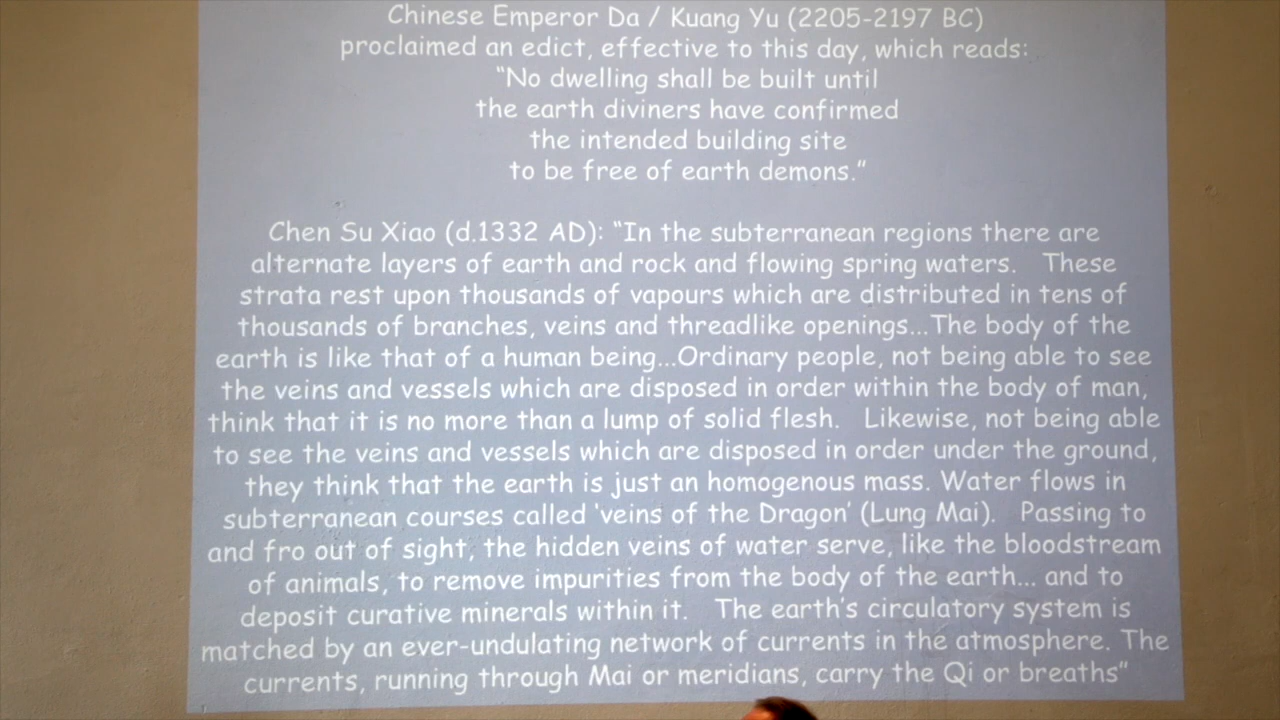 Chinese Emperor Da / Kuang Yu (2205-2197 BC)
proclaimed an edict, effective to this day, which reads:
“No dwelling shall be built until
the earth diviners have confirmed
the intended building site
to be free of earth demons.”
Chen Su Xiao (d.1332 AD): “In the subterranean regions there are
alternate layers of earth and rock and flowing spring waters. These
strata rest upon thousands of vapours which are distributed in tens of
thousands of branches, veins and threadlike openings...The body of the
earth is like that of a human being...Ordinary people, not being able to see
the veins and vessels which are disposed in order within the body of man,
think that it is no more than a lump of solid flesh. Likewise, not being able
to see the veins and vessels which are disposed in order under the ground,
they think that the earth is just an homogenous mass. Water flows in
subterranean courses called ‘veins of the Dragon’ (Lung Mai). Passing to
and fro out of sight, the hidden veins of water serve, like the bloodstream
of animals, to remove impurities from the body of the earth... and to
deposit curative minerals within it. The earth’s circulatory system is
matched by an ever-undulating network of currents in the atmosphere. The
currents, running through Mai or meridians, carry the Qi or breaths”